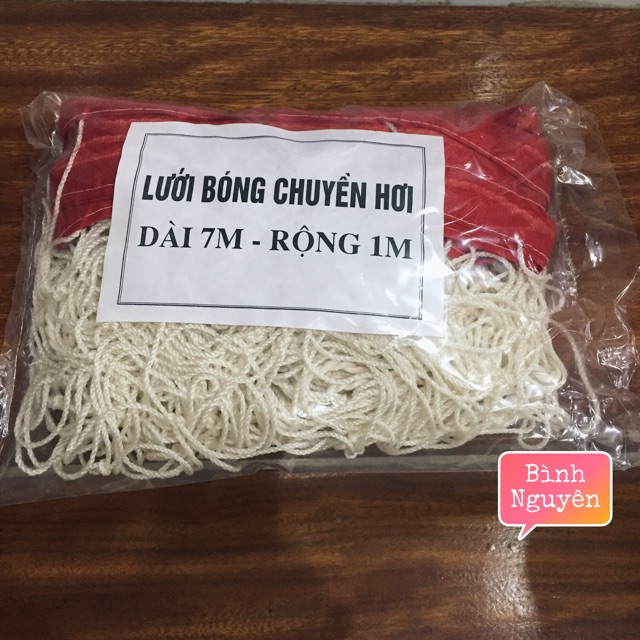 LƯỚI BÓNG CHUYỀN HƠI
DÀI 7M - RỘNG 1M
Bình
Nguyên